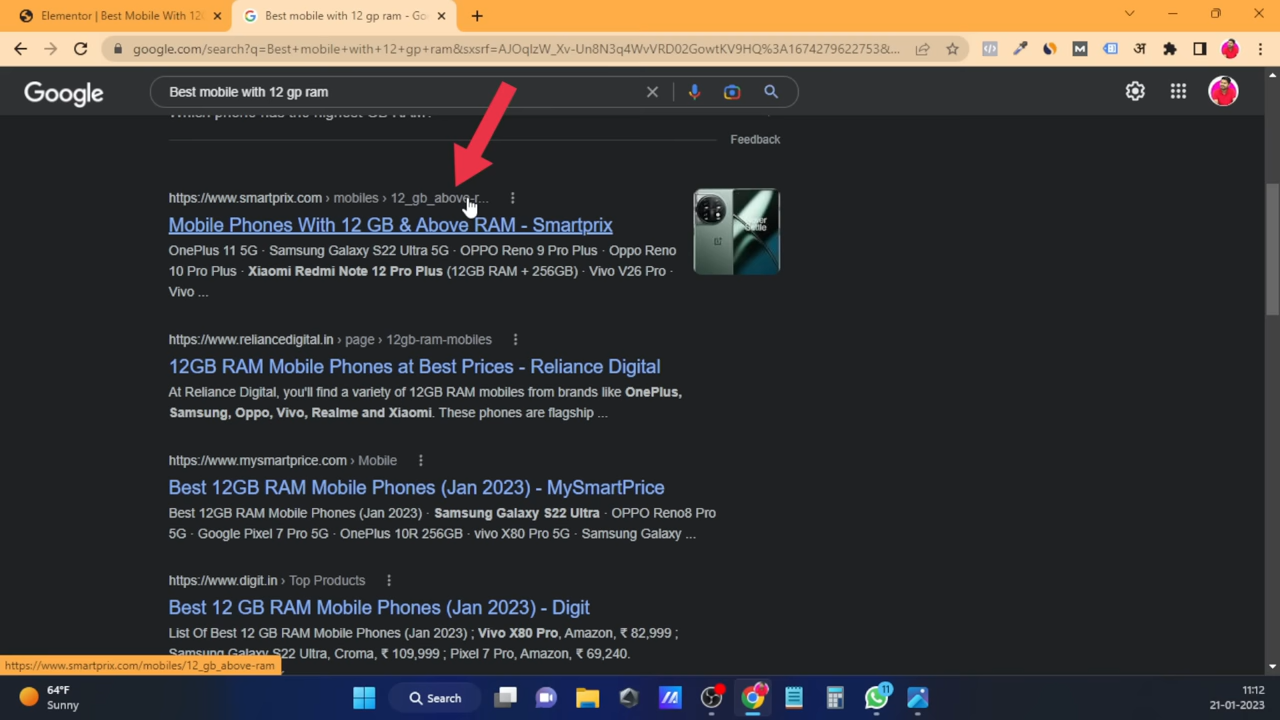 Elementor | Best Mobile With 12
Best mobile with 12 gp ram - Go
google.com/search?q=Best+mobile+with+12+gp+ram&sxsrf=AJOqlzW_Xv-Un8N3q4WvVRD02GowtKV9HQ%3A1674279622753&...
Google
Best mobile with 12 gp ram
Which phone has the highest GB RAM?
Feedback
https://www.smartprix.com › mobiles › 12_gb_above-r...
Mobile Phones With 12 GB & Above RAM - Smartprix
OnePlus 11 5G · Samsung Galaxy S22 Ultra 5G · OPPO Reno 9 Pro Plus · Oppo Reno
10 Pro Plus · Xiaomi Redmi Note 12 Pro Plus (12GB RAM + 256GB) · Vivo V26 Pro ·
Vivo ...
https://www.reliancedigital.in › page › 12gb-ram-mobiles
12GB RAM Mobile Phones at Best Prices - Reliance Digital
At Reliance Digital, you'll find a variety of 12GB RAM mobiles from brands like OnePlus,
Samsung, Oppo, Vivo, Realme and Xiaomi. These phones are flagship ...
https://www.mysmartprice.com › Mobile
Best 12GB RAM Mobile Phones (Jan 2023) - MySmartPrice
Best 12GB RAM Mobile Phones (Jan 2023) · Samsung Galaxy S22 Ultra · OPPO Reno8 Pro
5G · Google Pixel 7 Pro 5G · OnePlus 10R 256GB · vivo X80 Pro 5G · Samsung Galaxy ...
https://www.digit.in › Top Products
Best 12 GB RAM Mobile Phones (Jan 2023) - Digit
List Of Best 12 GB RAM Mobile Phones (Jan 2023) ; Vivo X80 Pro, Amazon, ₹ 82,999 ;
Samsung Galaxy S22 Ultra, Croma, ₹ 109,999 ; Pixel 7 Pro, Amazon, ₹ 69,240.
https://www.smartprix.com/mobiles/12_gb_above-ram
64°F
Sunny
Search
11
11:12
21-01-2023